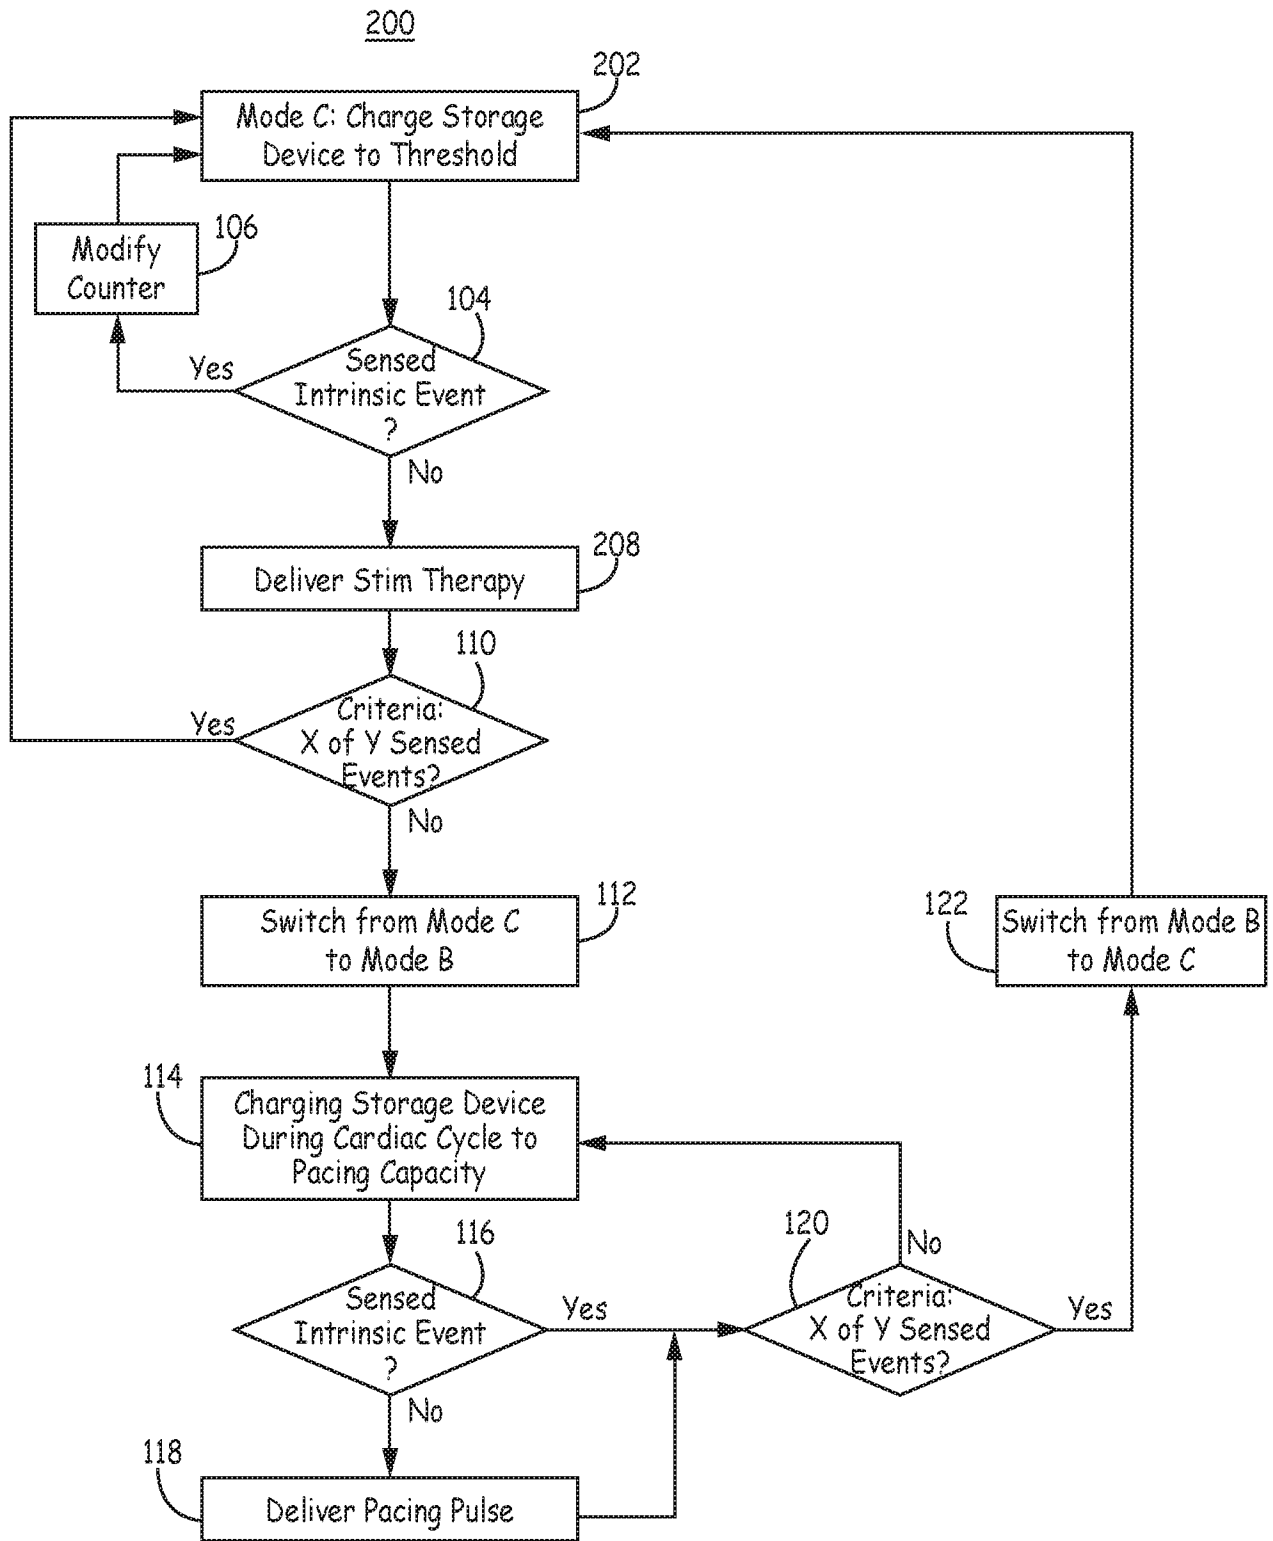 200
202
Mode C: Charge Storage
Device to Threshold
106
Modify
Counter
104
Yes
Sensed
Intrinsic Event
?
No
208
Deliver Stim Therapy
110
Yes
Criteria:
X of Y Sensed
Events?
No
112
Switch from Mode C
to Mode B
122
Switch from Mode B
to Mode C
114
Charging Storage Device
During Cardiac Cycle to
Pacing Capacity
116
Sensed
Intrinsic Event
?
Yes
No
120
No
Criteria:
X of Y Sensed
Events?
Yes
118
Deliver Pacing Pulse